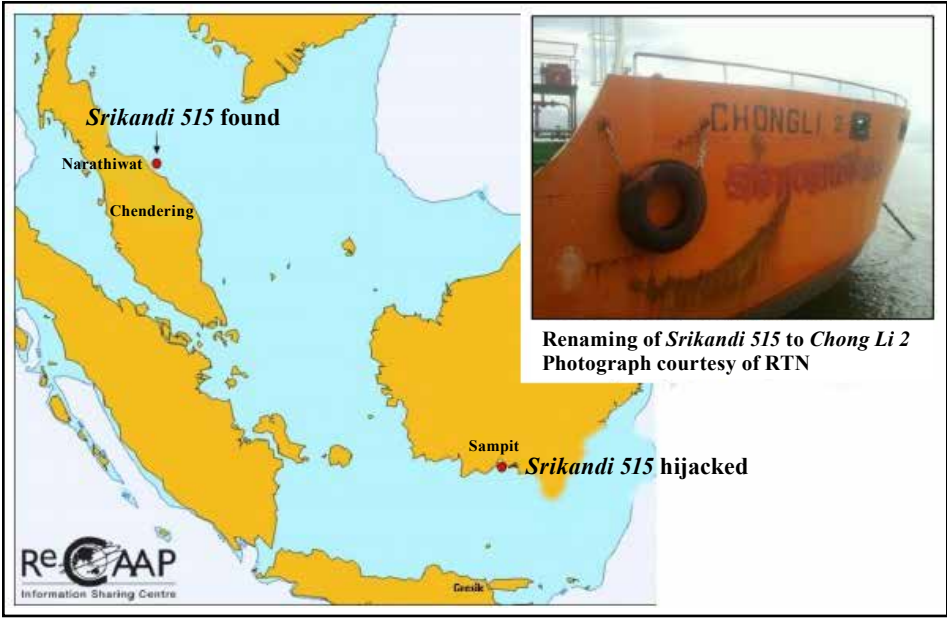 Srikandi 515 found
Narathiwat
Chendering
CHONGLI 2
Renaming of Srikandi 515 to Chong Li 2
Photograph courtesy of RTN
Sampit
Srikandi 515 hijacked
Gresik
ReCAAP
Information Sharing Centre